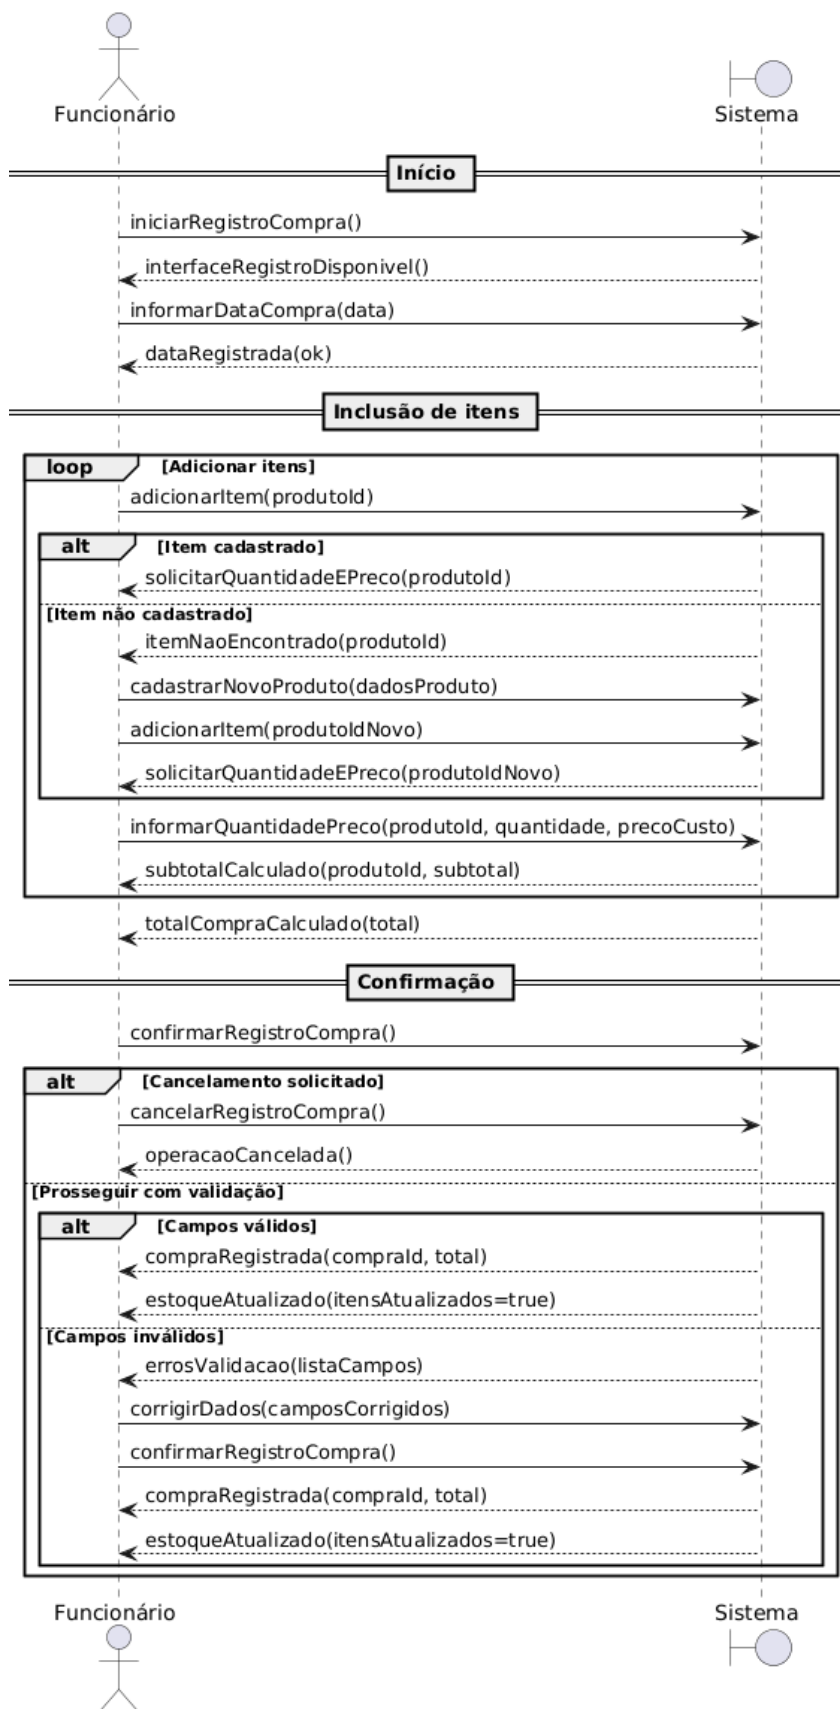 Funcionário
Sistema
Início
iniciarRegistroCompra()
interfaceRegistroDisponivel()
informarDataCompra(data)
dataRegistrada(ok)
Inclusão de itens
loop [Adicionar itens]
adicionarItem(produtoId)
alt [Item cadastrado]
solicitarQuantidadeEPreco(produtoId)
[Item não cadastrado]
itemNaoEncontrado(produtoId)
cadastrarNovoProduto(dadosProduto)
adicionarItem(produtoIdNovo)
solicitarQuantidadeEPreco(produtoIdNovo)
informarQuantidadePreco(produtoId, quantidade, precoCusto)
subtotalCalculado(produtoId, subtotal)
totalCompraCalculado(total)
Confirmação
confirmarRegistroCompra()
alt [Cancelamento solicitado]
cancelarRegistroCompra()
operacaoCancelada()
[Prosseguir com validação]
alt [Campos válidos]
compraRegistrada(compraId, total)
estoqueAtualizado(itensAtualizados=true)
[Campos inválidos]
errosValidacao(listaCampos)
corrigirDados(camposCorrigidos)
confirmarRegistroCompra()
compraRegistrada(compraId, total)
estoqueAtualizado(itensAtualizados=true)
Funcionário
Sistema